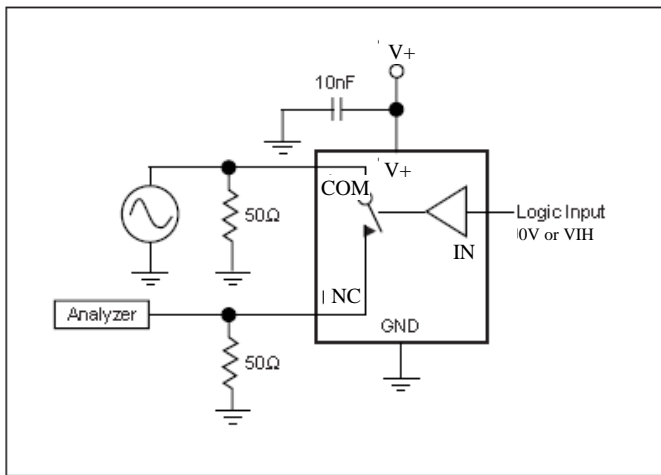 V+
10nF
V+
COM
50Ω
Logic Input
0V or VIH
IN
NC
Analyzer
GND
50Ω